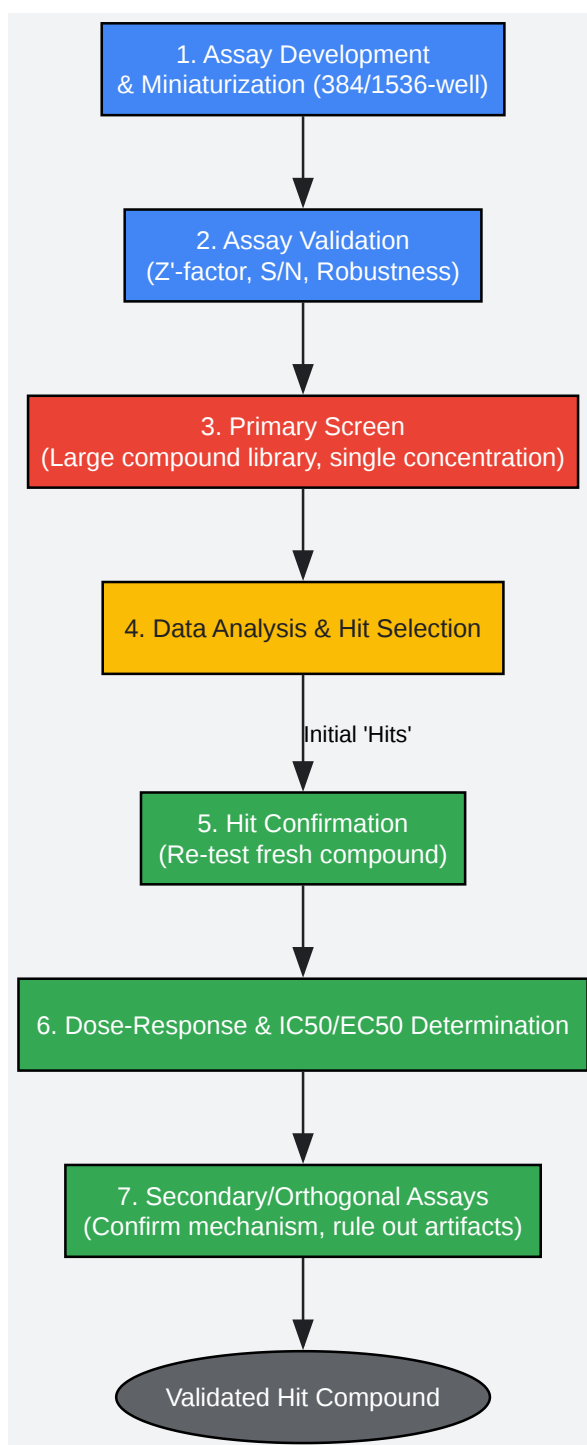 1. Assay Development
& Miniaturization (384/1536-well)
2. Assay Validation
(Z'-factor, S/N, Robustness)
3. Primary Screen
(Large compound library, single concentration)
4. Data Analysis & Hit Selection
Initial 'Hits'
5. Hit Confirmation
(Re-test fresh compound)
6. Dose-Response & IC50/EC50 Determination
7. Secondary/Orthogonal Assays
(Confirm mechanism, rule out artifacts)
Validated Hit Compound